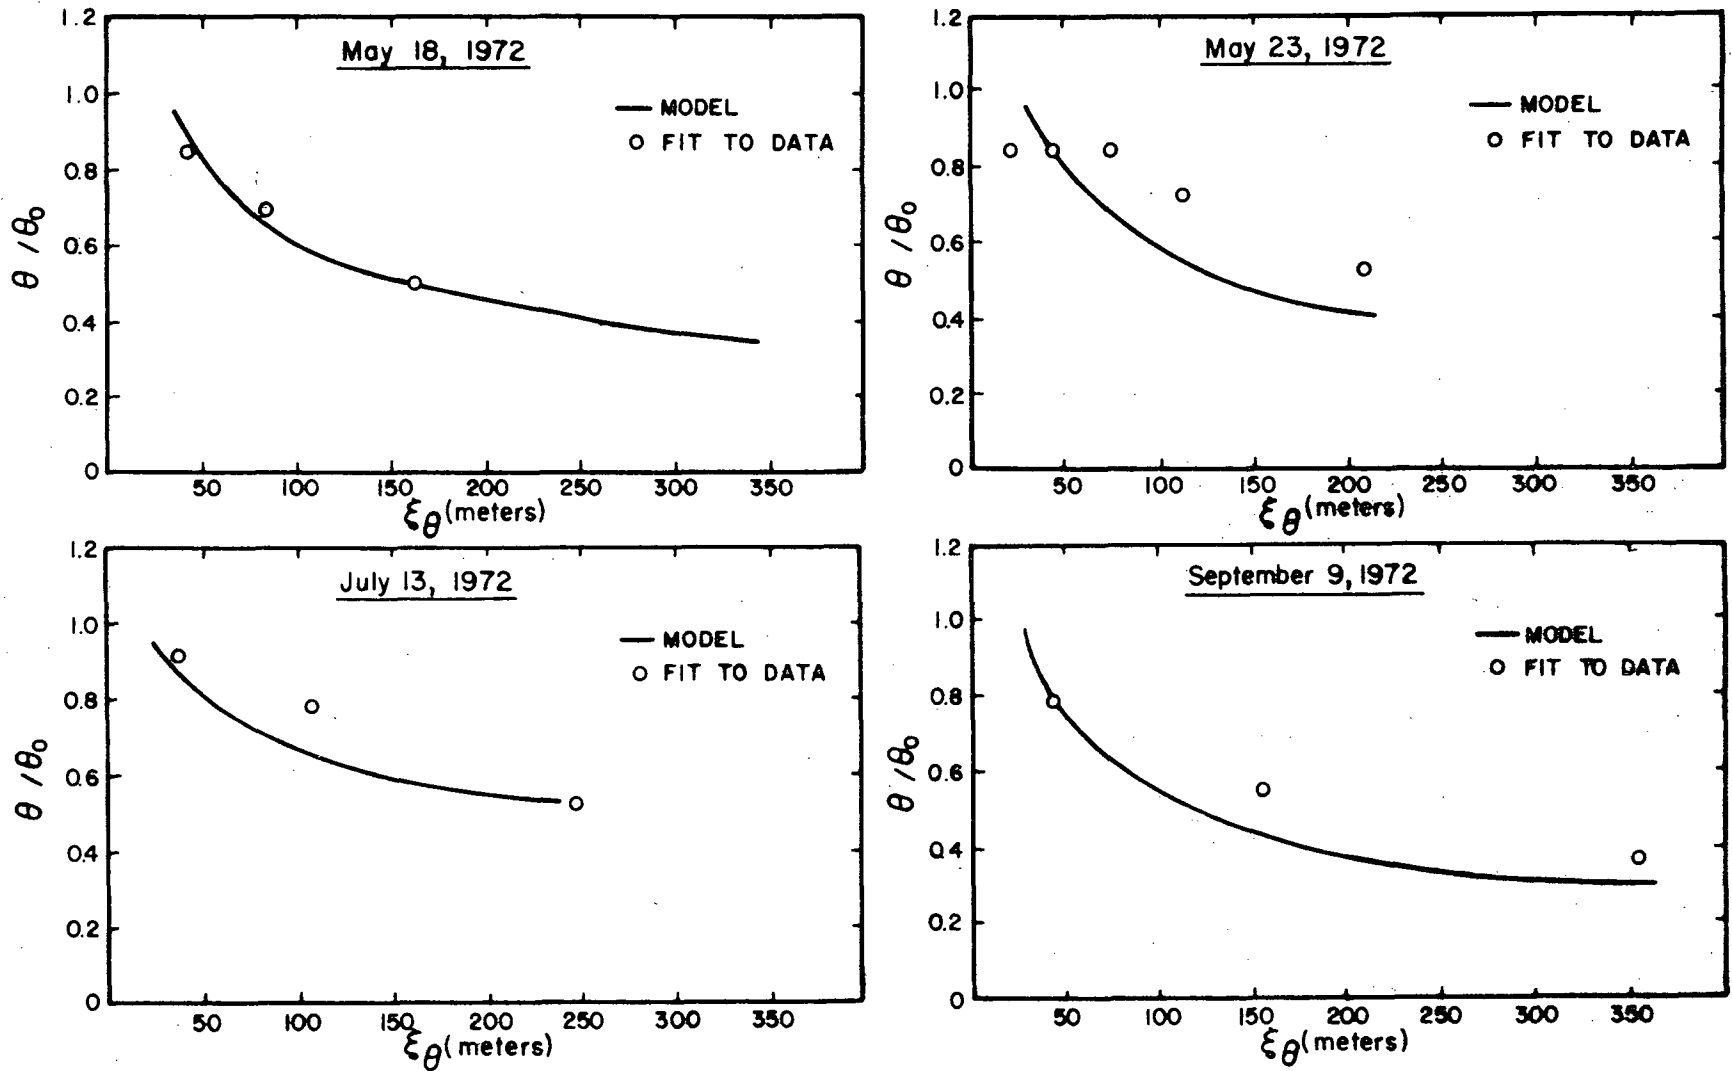 May 18, 1972
MODEL
FIT TO DATA
1.2
1.0
0.8
0.6
0.4
0.2
0
θ/θ₀
50 100 150 200 250 300 350
ξθ (meters)
May 23, 1972
MODEL
FIT TO DATA
1.2
1.0
0.8
0.6
0.4
0.2
0
θ/θ₀
50 100 150 200 250 300 350
ξθ (meters)
July 13, 1972
MODEL
FIT TO DATA
1.2
1.0
0.8
0.6
0.4
0.2
0
θ/θ₀
50 100 150 200 250 300 350
ξθ (meters)
September 9, 1972
MODEL
FIT TO DATA
1.2
1.0
0.8
0.6
0.4
0.2
0
θ/θ₀
50 100 150 200 250 300 350
ξθ (meters)